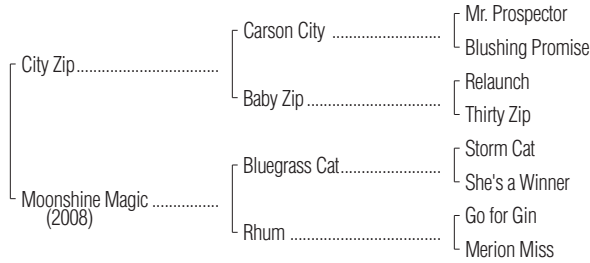 Mr. Prospector
Carson City
Blushing Promise
City Zip
Relaunch
Baby Zip
Thirty Zip
Storm Cat
Bluegrass Cat
She's a Winner
Moonshine Magic
(2008)
Go for Gin
Rhum
Merion Miss